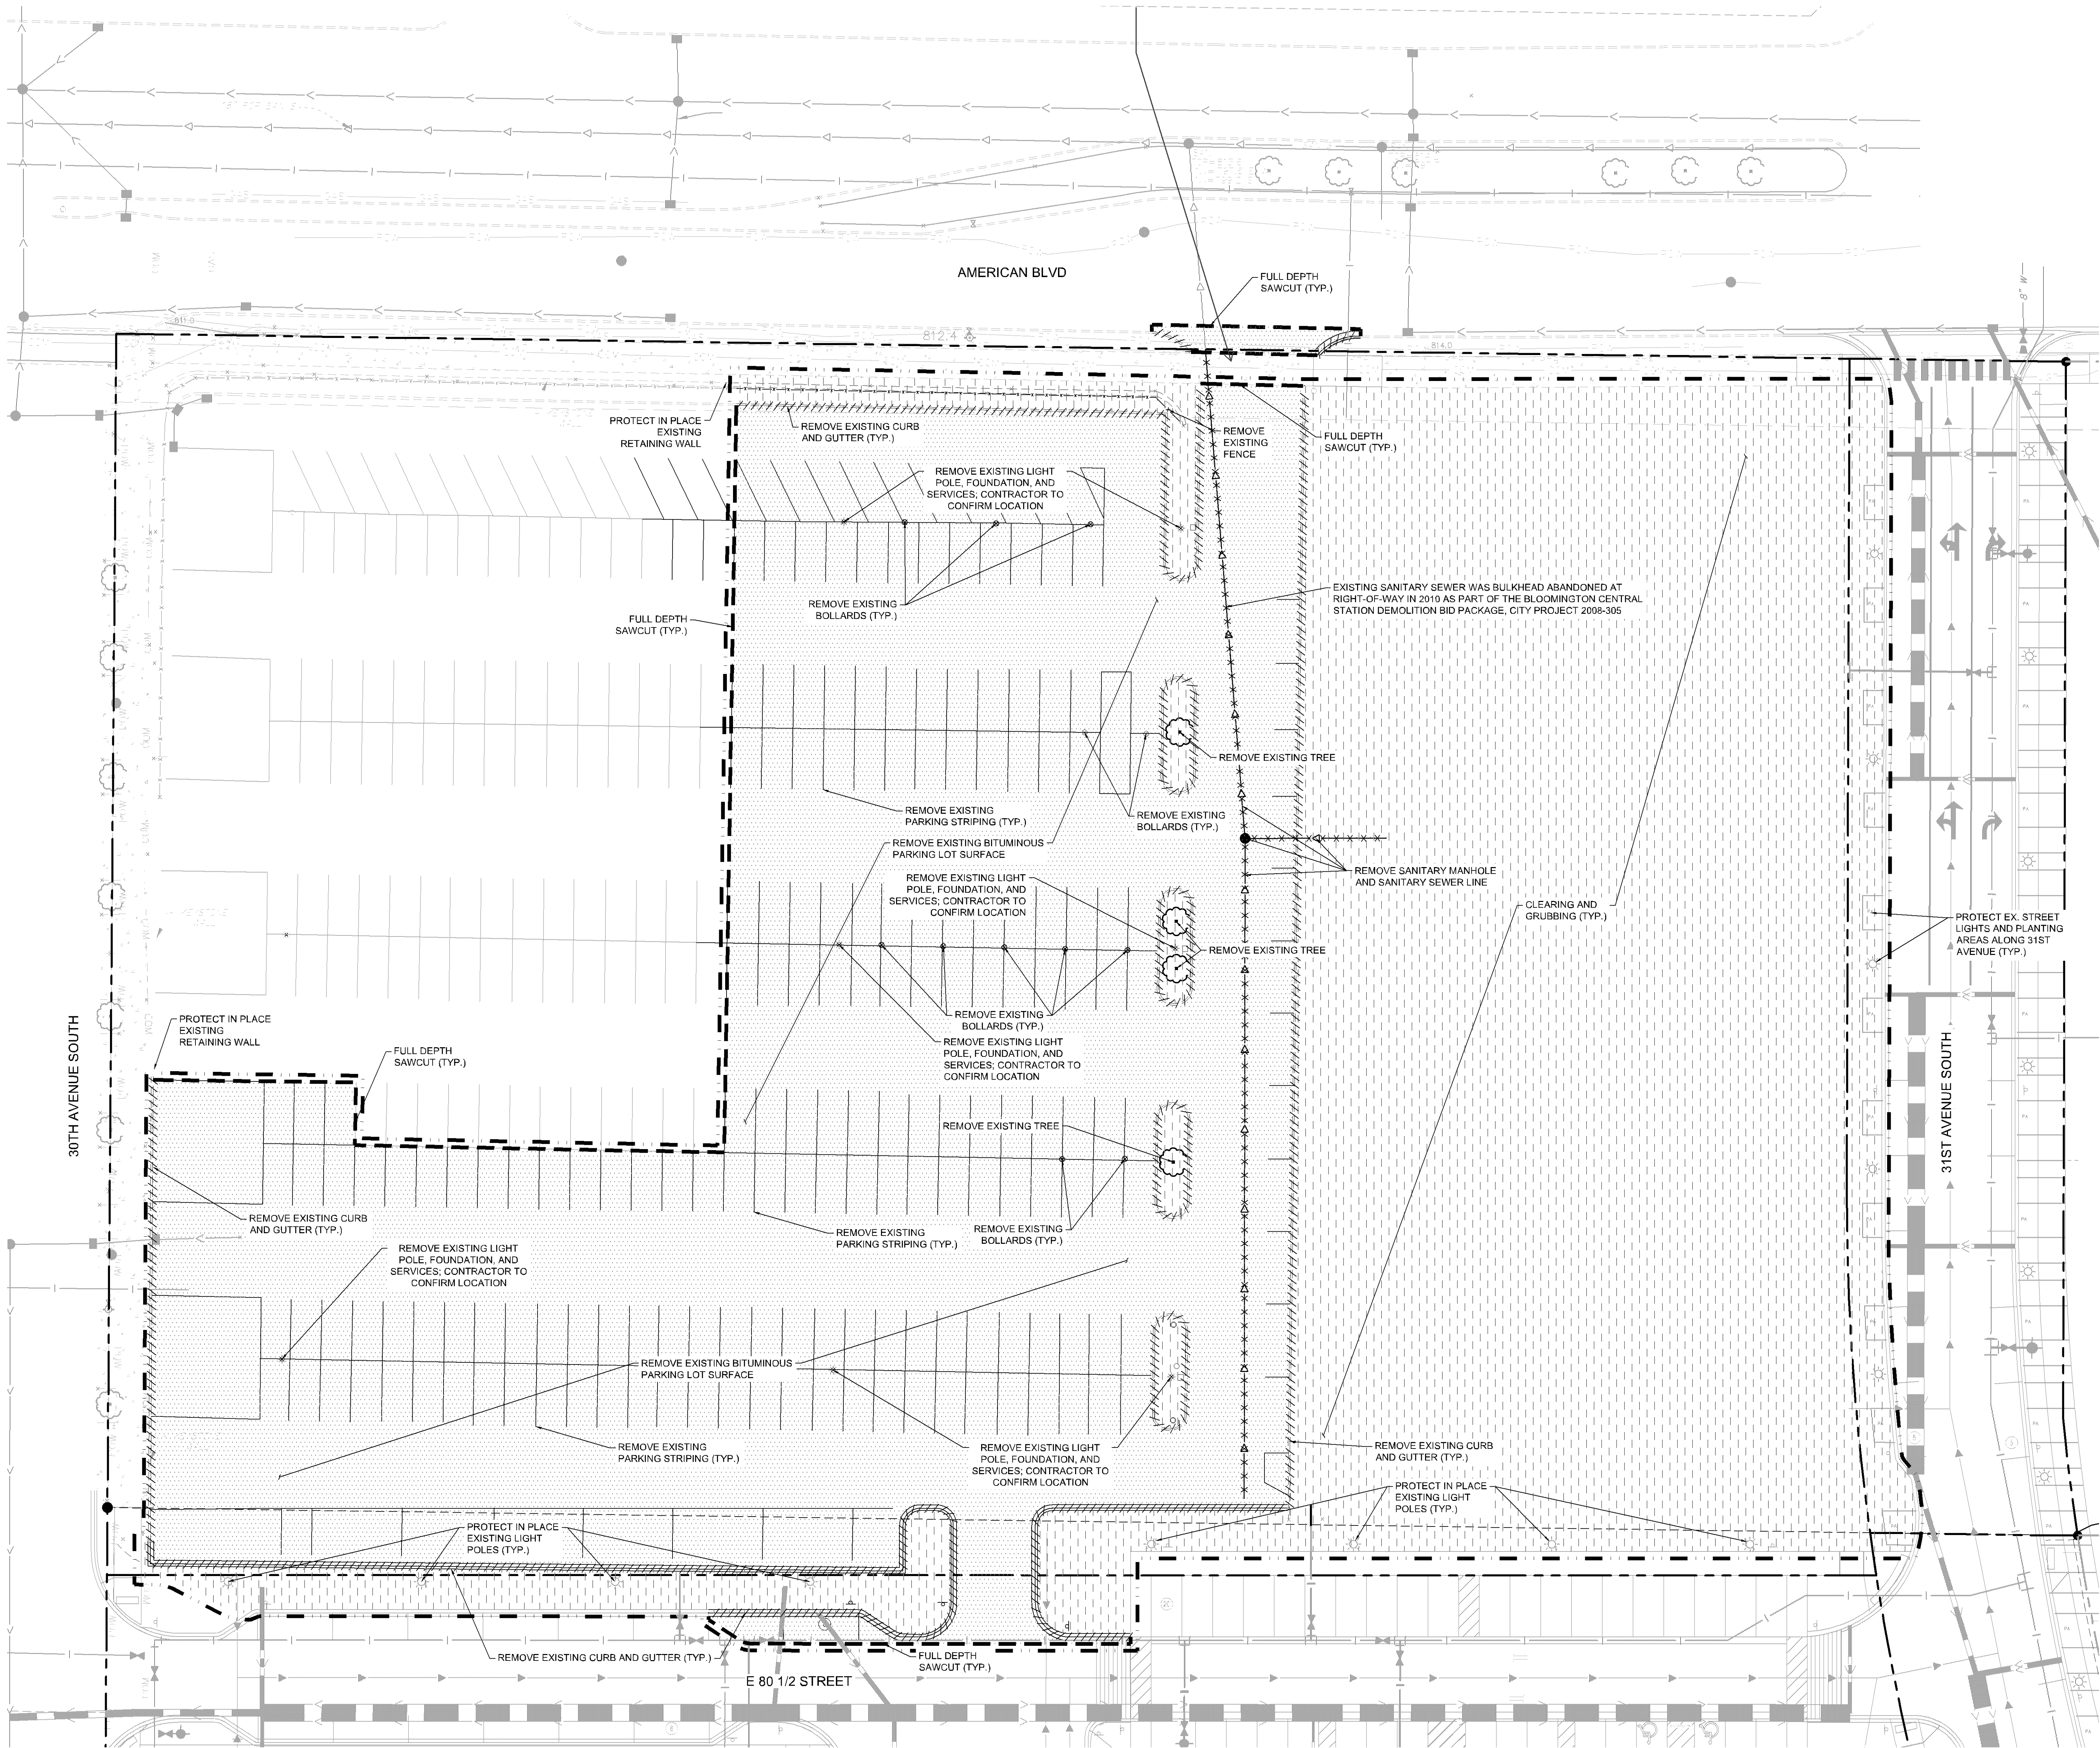 AMERICAN BLVD
FULL DEPTH
SAWCUT (TYP.)
8" W
811.0
812.4
814.0
PROTECT IN PLACE
EXISTING
RETAINING WALL
REMOVE EXISTING CURB
AND GUTTER (TYP.)
REMOVE
EXISTING
FENCE
FULL DEPTH
SAWCUT (TYP.)
REMOVE EXISTING LIGHT
POLE, FOUNDATION, AND
SERVICES; CONTRACTOR TO
CONFIRM LOCATION
EXISTING SANITARY SEWER WAS BULKHEAD ABANDONED AT
RIGHT-OF-WAY IN 2010 AS PART OF THE BLOOMINGTON CENTRAL
STATION DEMOLITION BID PACKAGE, CITY PROJECT 2008-305
REMOVE EXISTING
BOLLARDS (TYP.)
FULL DEPTH
SAWCUT (TYP.)
REMOVE EXISTING TREE
REMOVE EXISTING
PARKING STRIPING (TYP.)
REMOVE EXISTING
BOLLARDS (TYP.)
REMOVE EXISTING BITUMINOUS
PARKING LOT SURFACE
REMOVE SANITARY MANHOLE
AND SANITARY SEWER LINE
REMOVE EXISTING LIGHT
POLE, FOUNDATION, AND
SERVICES; CONTRACTOR TO
CONFIRM LOCATION
CLEARING AND
GRUBBING (TYP.)
PROTECT EX. STREET
LIGHTS AND PLANTING
AREAS ALONG 31ST
AVENUE (TYP.)
REMOVE EXISTING TREE
REMOVE EXISTING
BOLLARDS (TYP.)
PROTECT IN PLACE
EXISTING
RETAINING WALL
30TH AVENUE SOUTH
FULL DEPTH
SAWCUT (TYP.)
REMOVE EXISTING LIGHT
POLE, FOUNDATION, AND
SERVICES; CONTRACTOR TO
CONFIRM LOCATION
31ST AVENUE SOUTH
REMOVE EXISTING TREE
REMOVE EXISTING CURB
AND GUTTER (TYP.)
REMOVE EXISTING
PARKING STRIPING (TYP.)
REMOVE EXISTING
BOLLARDS (TYP.)
REMOVE EXISTING LIGHT
POLE, FOUNDATION, AND
SERVICES; CONTRACTOR TO
CONFIRM LOCATION
REMOVE EXISTING BITUMINOUS
PARKING LOT SURFACE
REMOVE EXISTING
PARKING STRIPING (TYP.)
REMOVE EXISTING LIGHT
POLE, FOUNDATION, AND
SERVICES; CONTRACTOR TO
CONFIRM LOCATION
REMOVE EXISTING CURB
AND GUTTER (TYP.)
PROTECT IN PLACE
EXISTING LIGHT
POLES (TYP.)
PROTECT IN PLACE
EXISTING LIGHT
POLES (TYP.)
REMOVE EXISTING CURB AND GUTTER (TYP.)
FULL DEPTH
SAWCUT (TYP.)
E 80 1/2 STREET